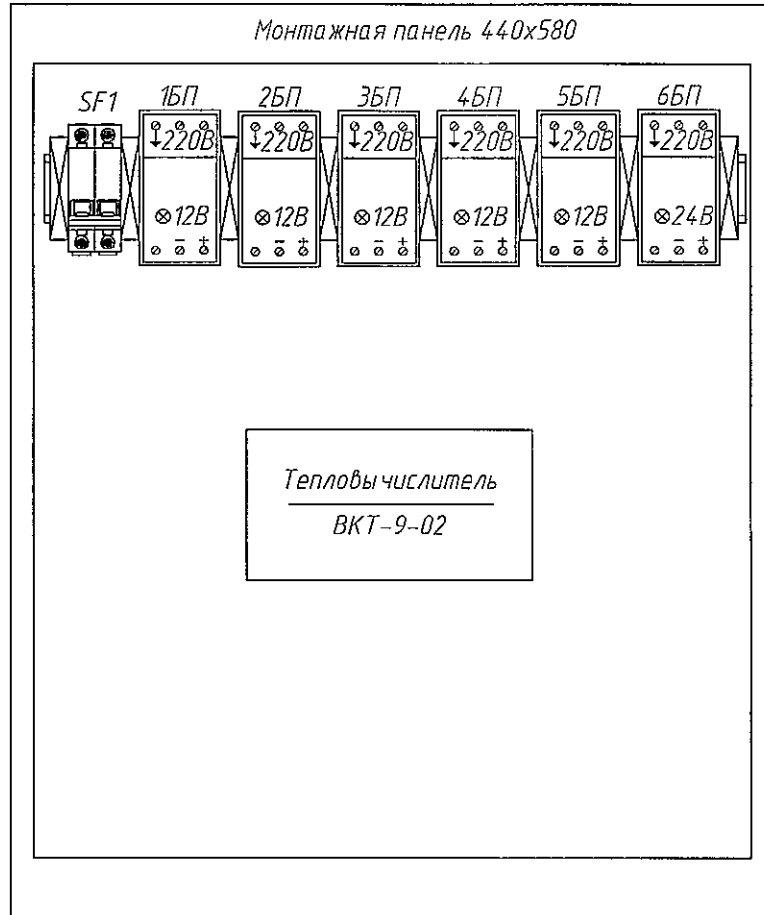 Монтажная панель 440х580
SF1 1БП 2БП 3БП 4БП 5БП 6БП
220В 220В 220В 220В 220В 220В
12В 12В 12В 12В 12В 24В
- + - + - + - + - + - +
Тепловычислитель
ВКТ-9-02